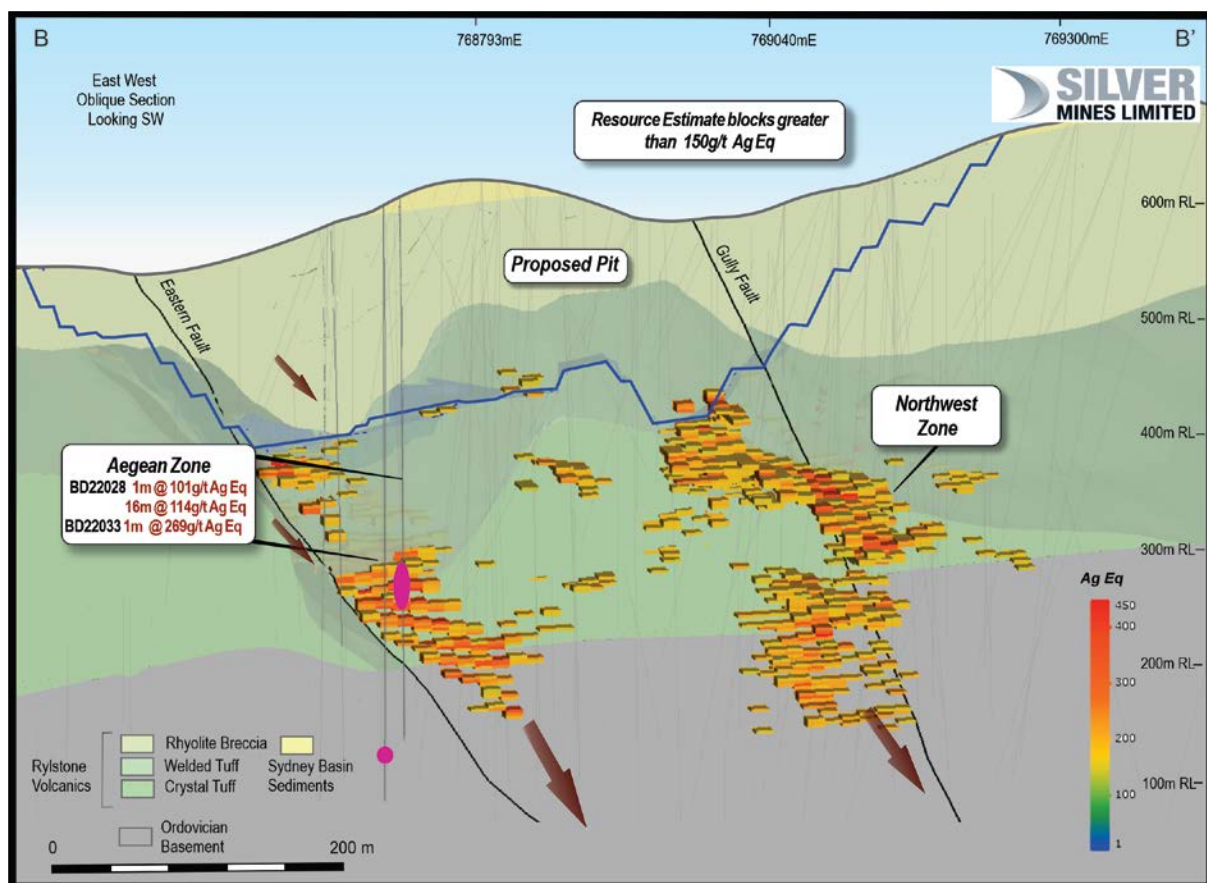 B
768793mE
769040mE
769300mE
B'
East West
Oblique Section
Looking SW
SILVER
MINES LIMITED
Resource Estimate blocks greater
than 150g/t Ag Eq
600m RL
Proposed Pit
Gully Fault
Eastern Fault
500m RL
Northwest
Zone
400m RL
Aegean Zone
BD22028 1m @ 101g/t Ag Eq
16m @ 114g/t Ag Eq
BD22033 1m @ 269g/t Ag Eq
300m RL
Ag Eq
450
400
300
200
100
1
200m RL
100m RL
Rylstone
Volcanics
Rhyolite Breccia
Welded Tuff
Crystal Tuff
Sydney Basin
Sediments
Ordovician
Basement
0
200 m